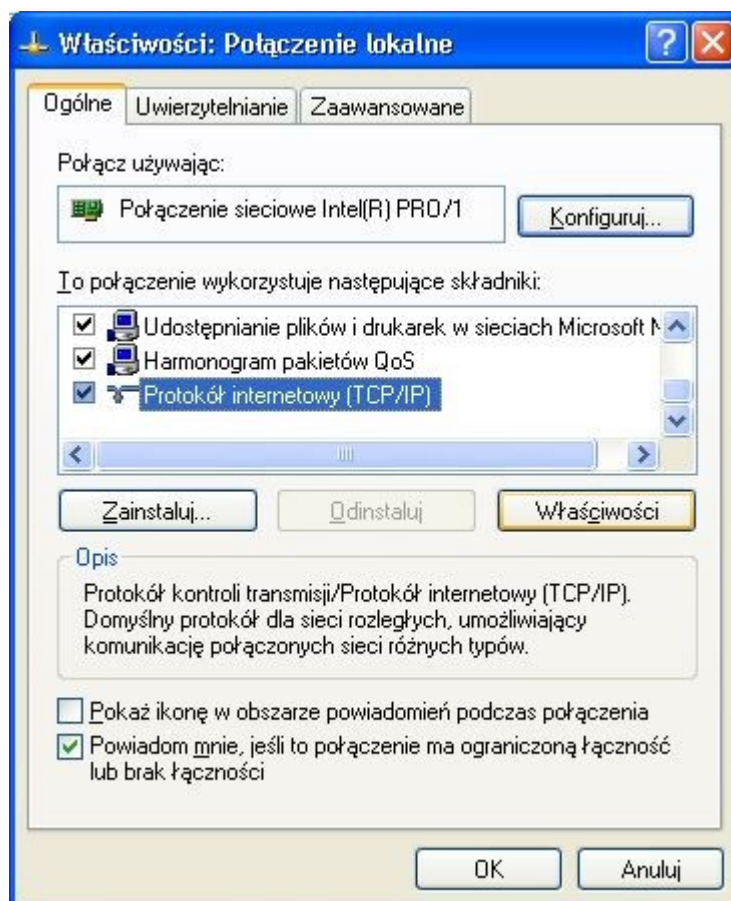 Właściwości: Połączenie lokalne
Ogólne Uwierzytelnianie Zaawansowane
Połącz używając:
Połączenie sieciowe Intel(R) PRO/1
Konfiguruj...
To połączenie wykorzystuje następujące składniki:
Udostępnianie plików i drukarek w sieciach Microsoft
Harmonogram pakietów QoS
Protokół internetowy (TCP/IP)
Zainstaluj... Odinstaluj Właściwości
Opis
Protokół kontroli transmisji/Protokół internetowy (TCP/IP).
Domyślny protokół dla sieci rozległych, umożliwiający
komunikację połączonych sieci różnych typów.
Pokaż ikonę w obszarze powiadomień podczas połączenia
Powiadom mnie, jeśli to połączenie ma ograniczoną łączność
lub brak łączności
OK Anuluj